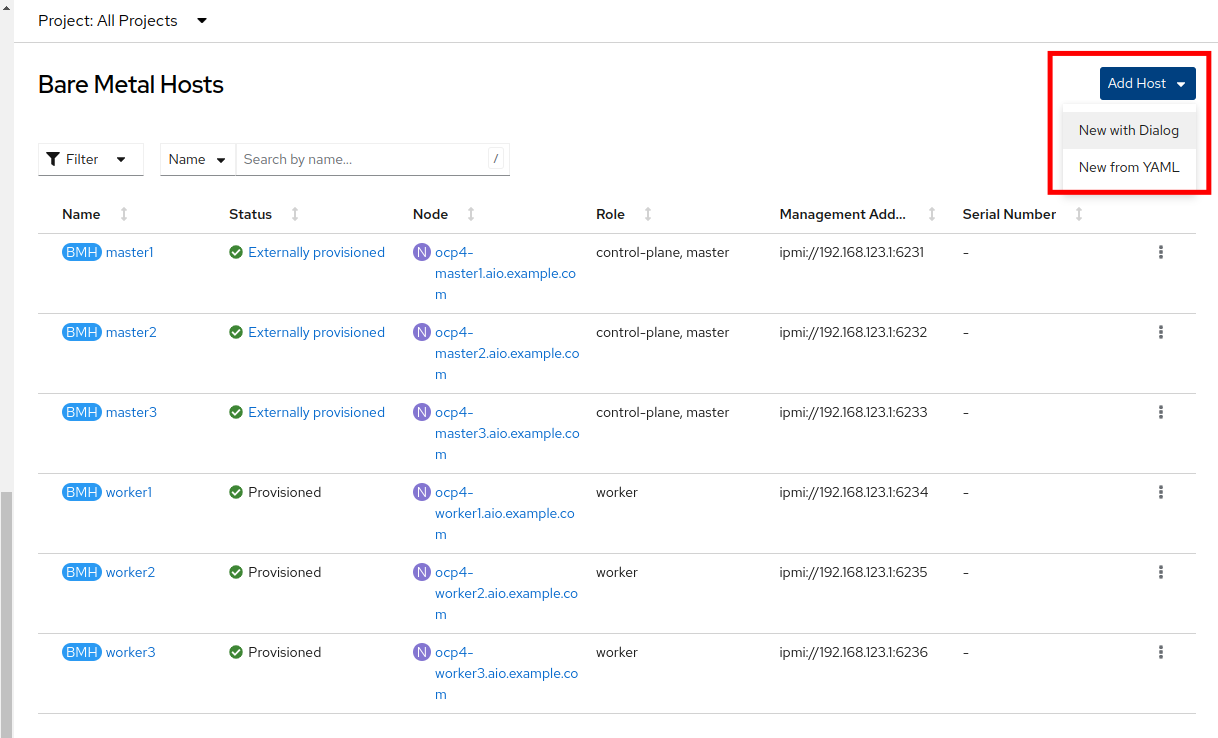 Project: All Projects
Bare Metal Hosts
Add Host
New with Dialog
New from YAML
Filter
Name
Search by name...
/
Name Status Node Role Management Add... Serial Number
BMH master1 Externally provisioned N ocp4- control-plane, master ipmi://192.168.123.1:6231 -
master1.aio.example.co
m
BMH master2 Externally provisioned N ocp4- control-plane, master ipmi://192.168.123.1:6232 -
master2.aio.example.co
m
BMH master3 Externally provisioned N ocp4- control-plane, master ipmi://192.168.123.1:6233 -
master3.aio.example.co
m
BMH worker1 Provisioned N ocp4- worker ipmi://192.168.123.1:6234 -
worker1.aio.example.co
m
BMH worker2 Provisioned N ocp4- worker ipmi://192.168.123.1:6235 -
worker2.aio.example.co
m
BMH worker3 Provisioned N ocp4- worker ipmi://192.168.123.1:6236 -
worker3.aio.example.co
m